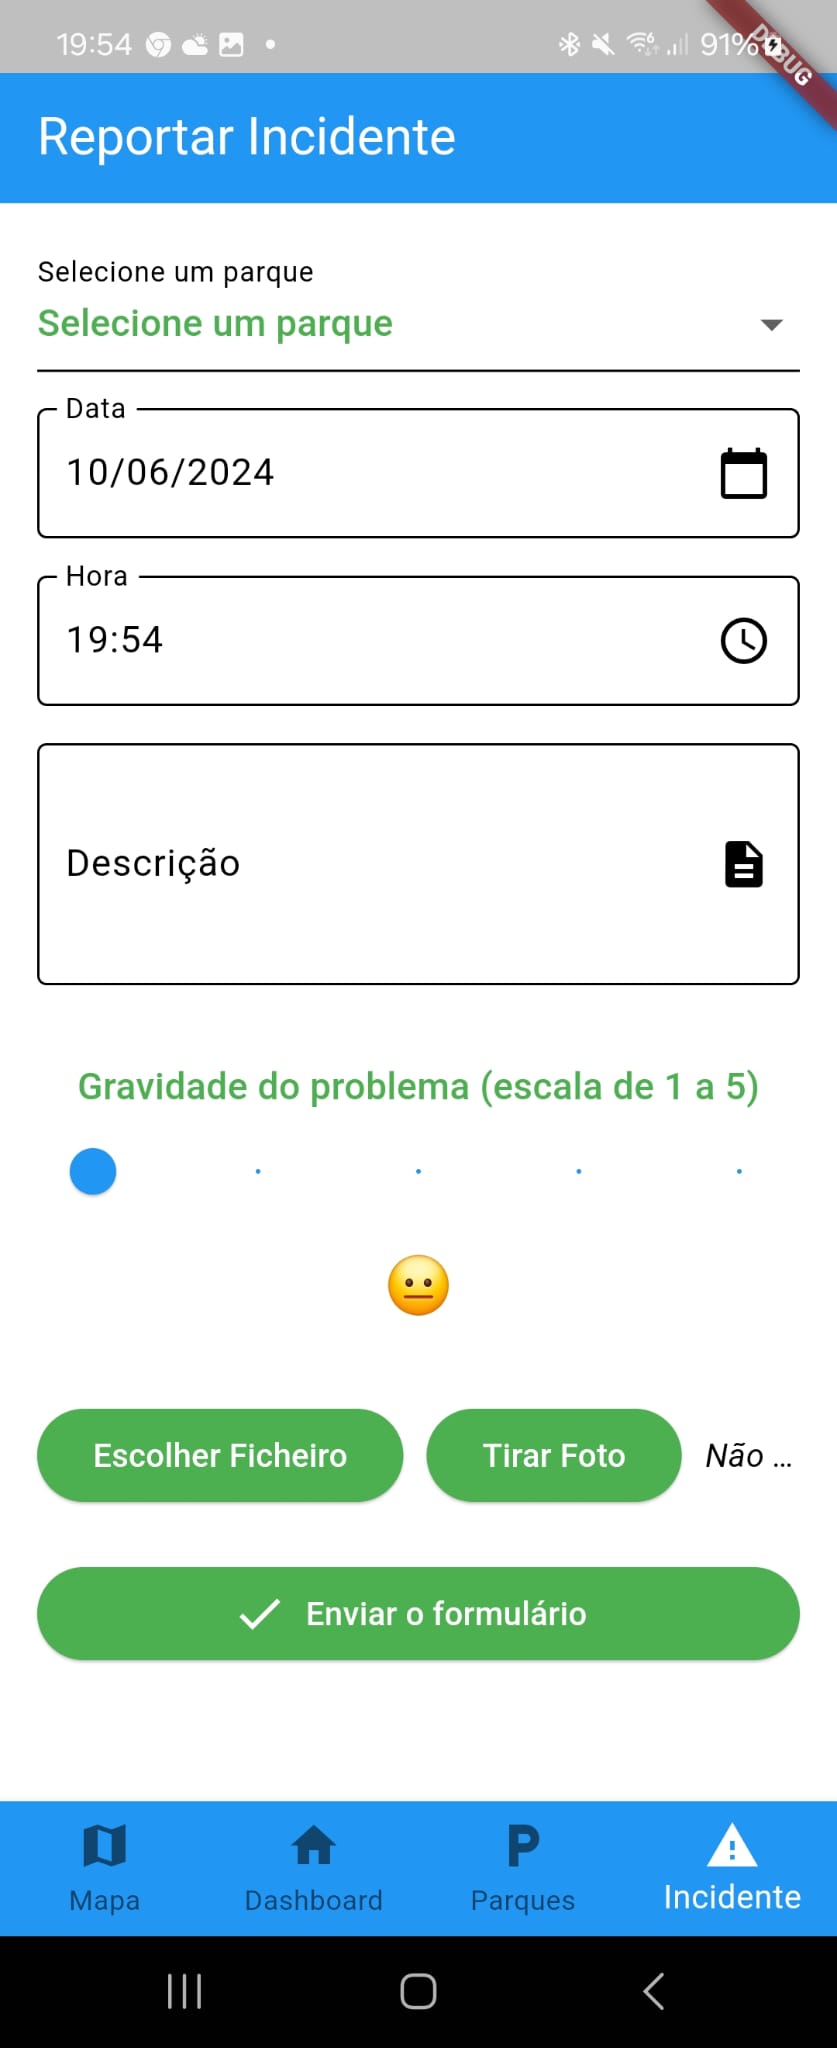 19:54 91%
DEBUG
Reportar Incidente
Selecione um parque
Selecione um parque
Data
10/06/2024
Hora
19:54
Descrição
Gravidade do problema (escala de 1 a 5)
Escolher Ficheiro Tirar Foto Não ...
Enviar o formulário
Mapa Dashboard Parques Incidente